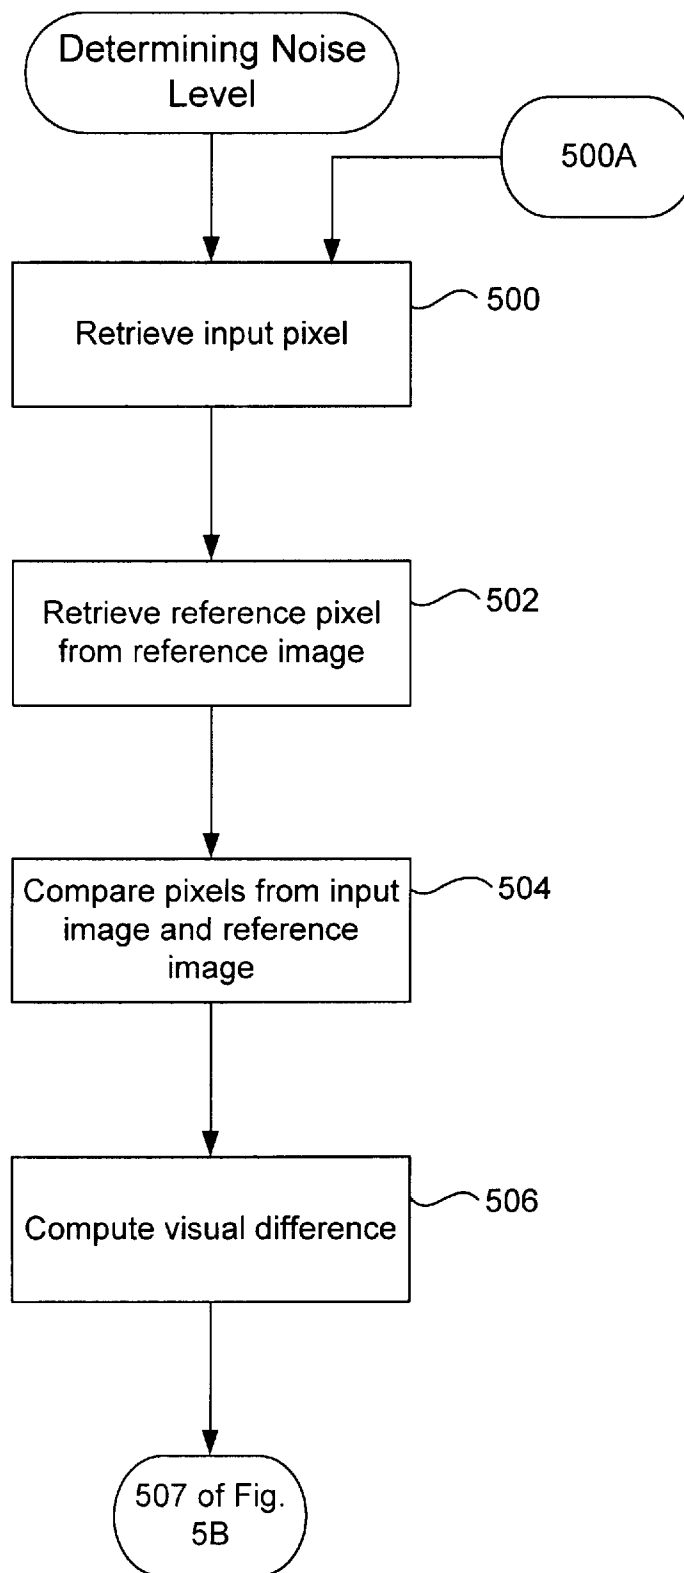 Determining Noise
Level
500A
Retrieve input pixel
500
Retrieve reference pixel
from reference image
502
Compare pixels from input
image and reference
image
504
Compute visual difference
506
507 of Fig.
5B